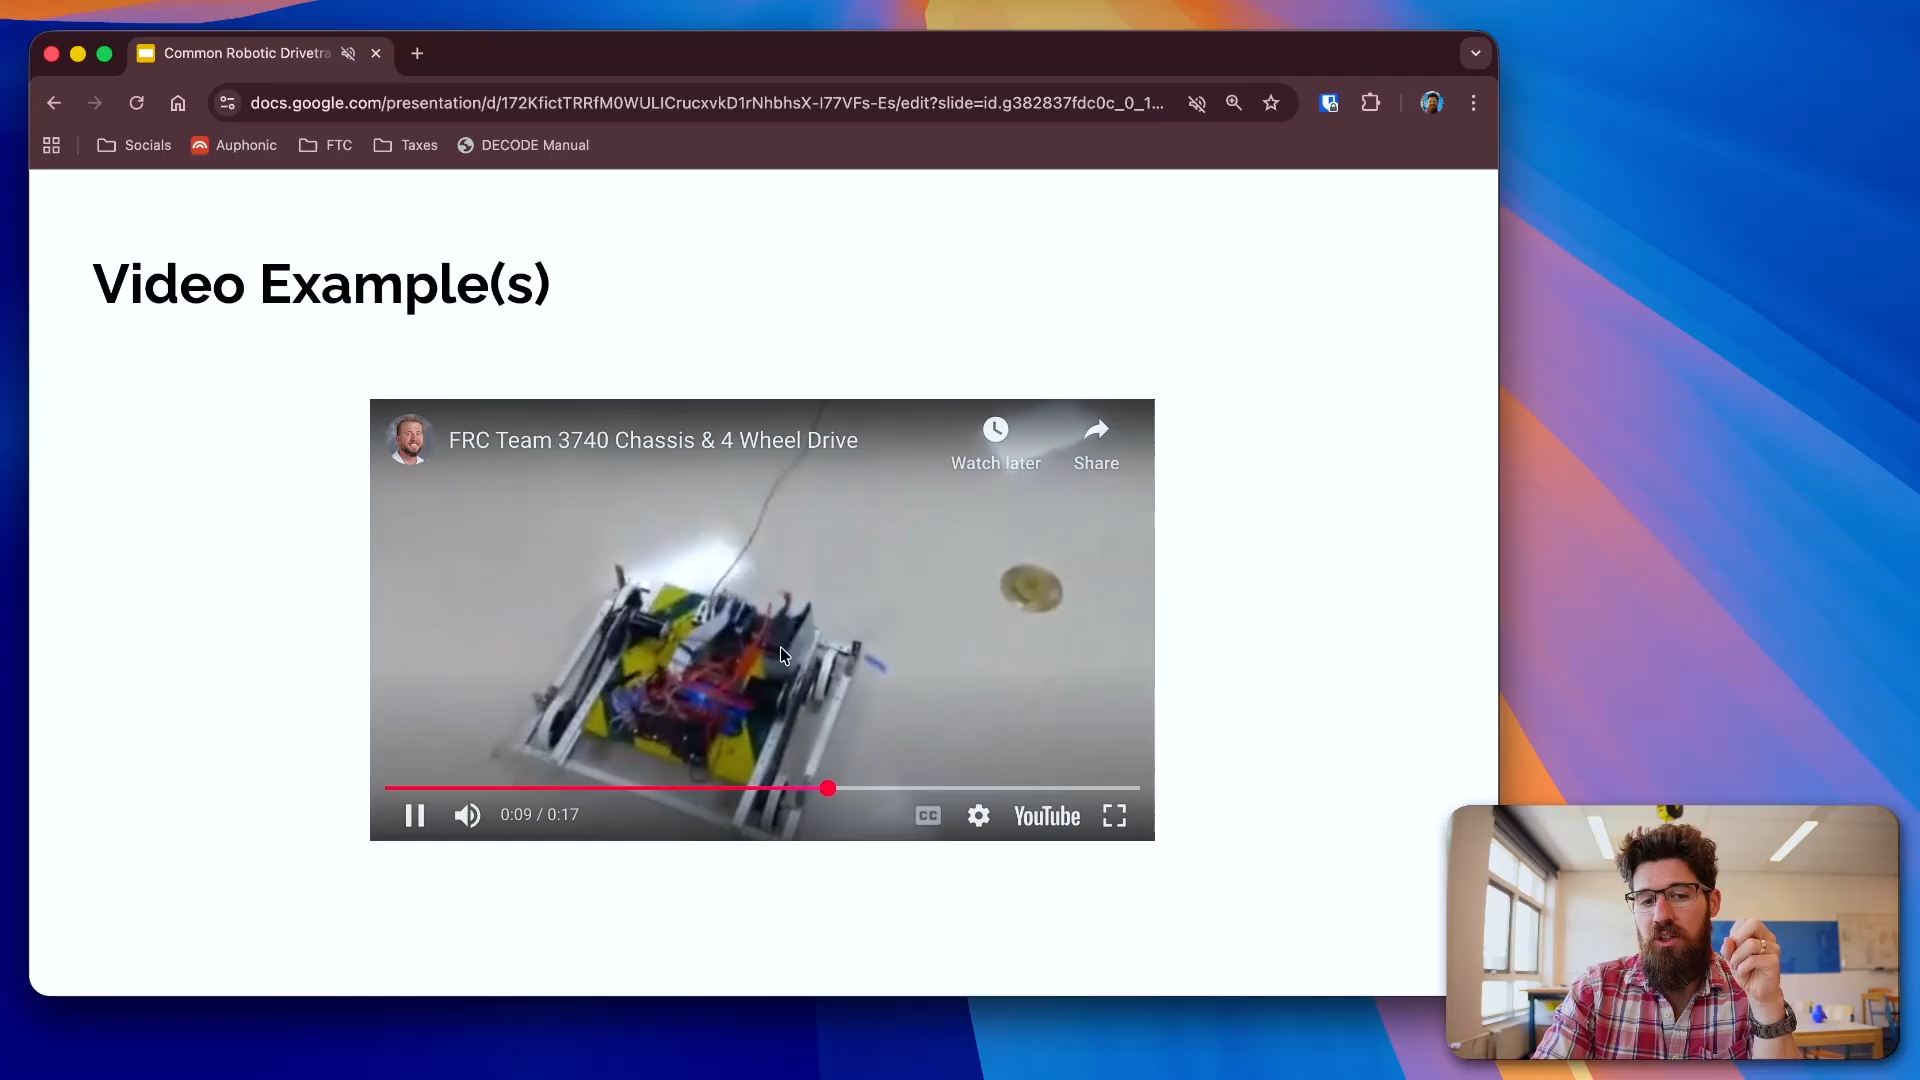 Common Robotic Drivetra
docs.google.com/presentation/d/172KfictTRRfM0WULICrucxvkD1rNhbhsX-I77VFs-Es/edit?slide=id.g382837fdc0c_0_1...
Socials
Auphonic
FTC
Taxes
DECODE Manual
Video Example(s)
FRC Team 3740 Chassis & 4 Wheel Drive
Watch later
Share
0:09 / 0:17
CC
YouTube